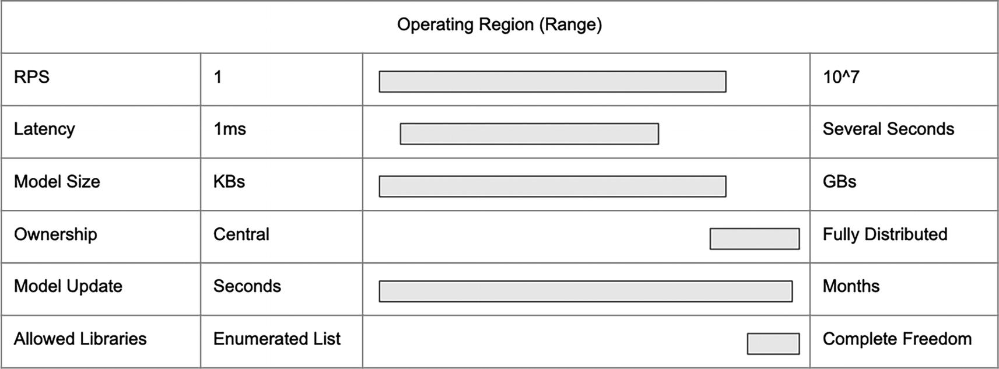 Operating Region (Range)
RPS 1 10^7
Latency 1ms Several Seconds
Model Size KBs GBs
Ownership Central Fully Distributed
Model Update Seconds Months
Allowed Libraries Enumerated List Complete Freedom